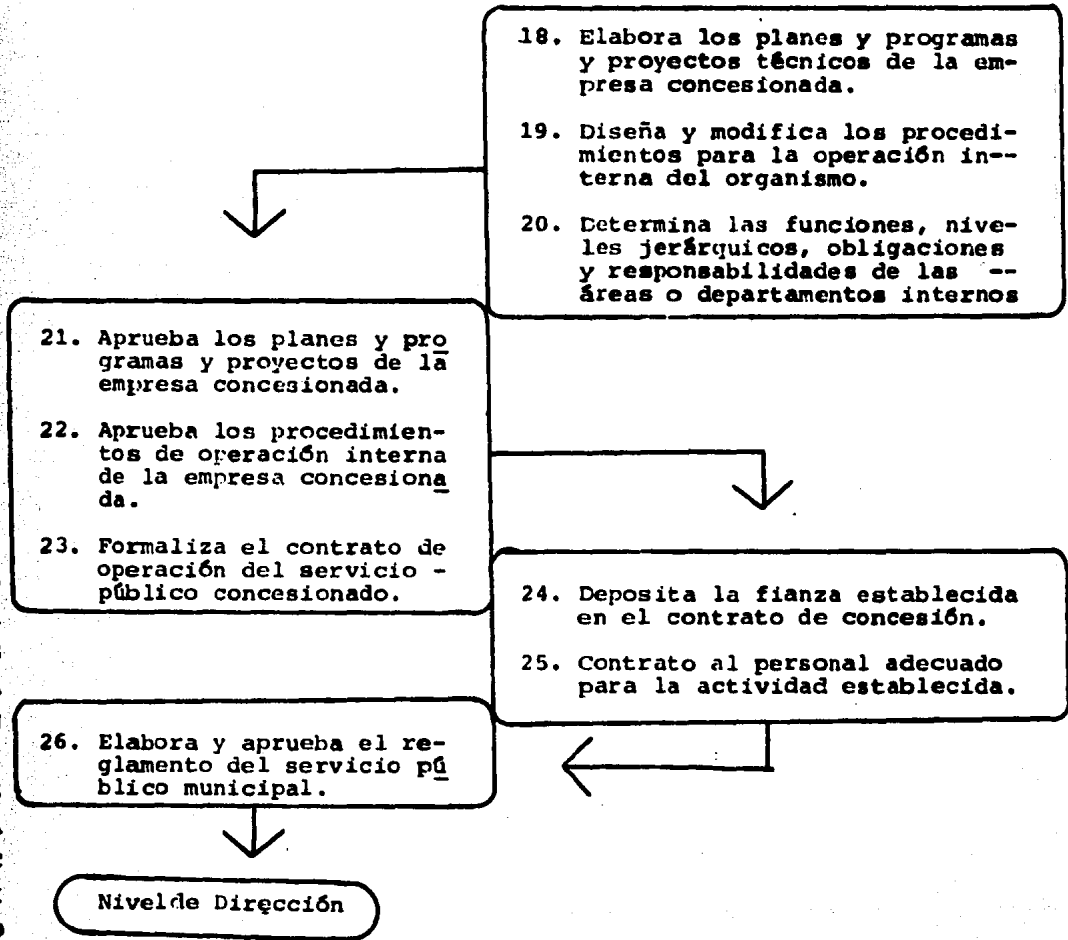 18. Elabora los planes y programas
y proyectos técnicos de la em-
presa concesionada.
19. Diseña y modifica los procedi-
mientos para la operación in--
terna del organismo.
20. Determina las funciones, nive-
les jerárquicos, obligaciones
y responsabilidades de las --
áreas o departamentos internos
21. Aprueba los planes y pro
gramas y proyectos de la
empresa concesionada.
22. Aprueba los procedimien-
tos de operación interna
de la empresa concesiona
da.
23. Formaliza el contrato de
operación del servicio -
público concesionado.
24. Deposita la fianza establecida
en el contrato de concesión.
25. Contrato al personal adecuado
para la actividad establecida.
26. Elabora y aprueba el re-
glamento del servicio pú
blico municipal.
Nivel de Dirección